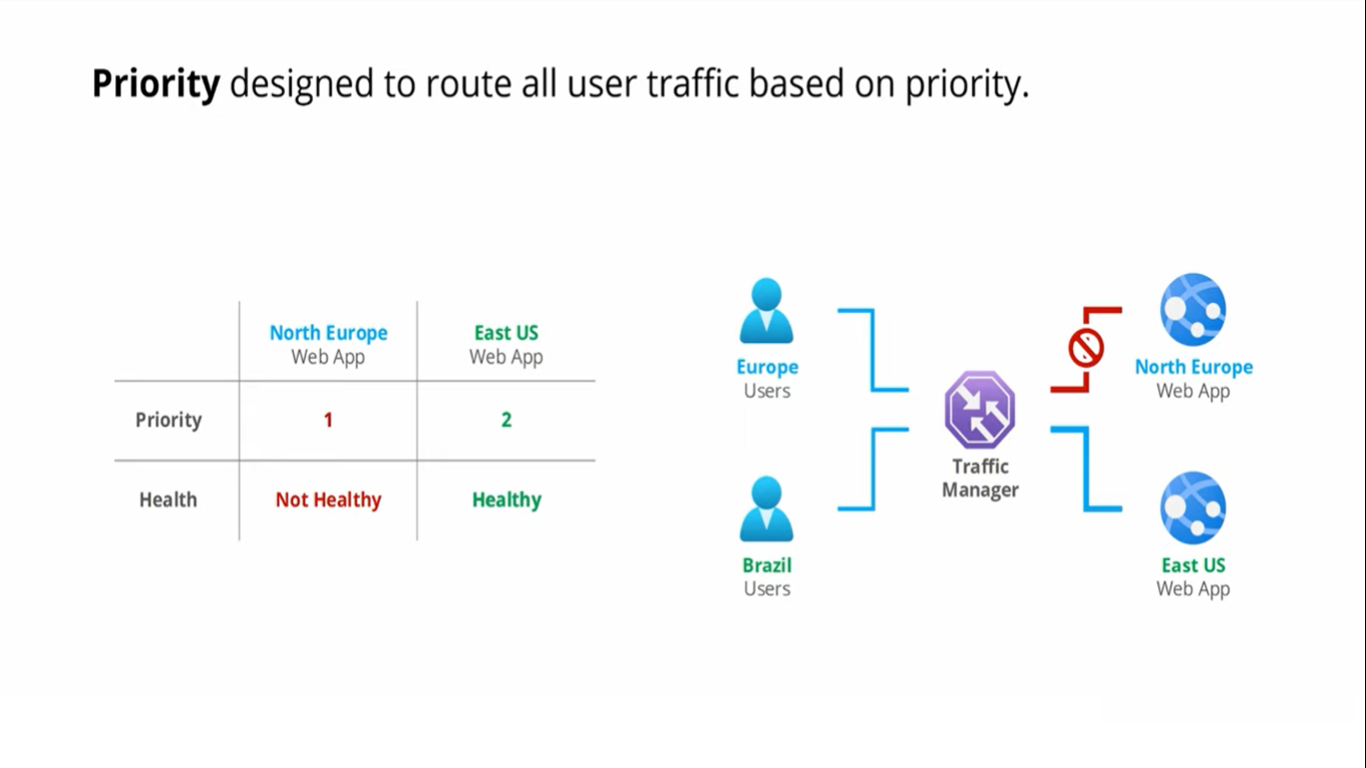 Priority designed to route all user traffic based on priority.
North Europe
Web App
East US
Web App
Priority
1
2
Health
Not Healthy
Healthy
Europe
Users
Brazil
Users
Traffic
Manager
North Europe
Web App
East US
Web App